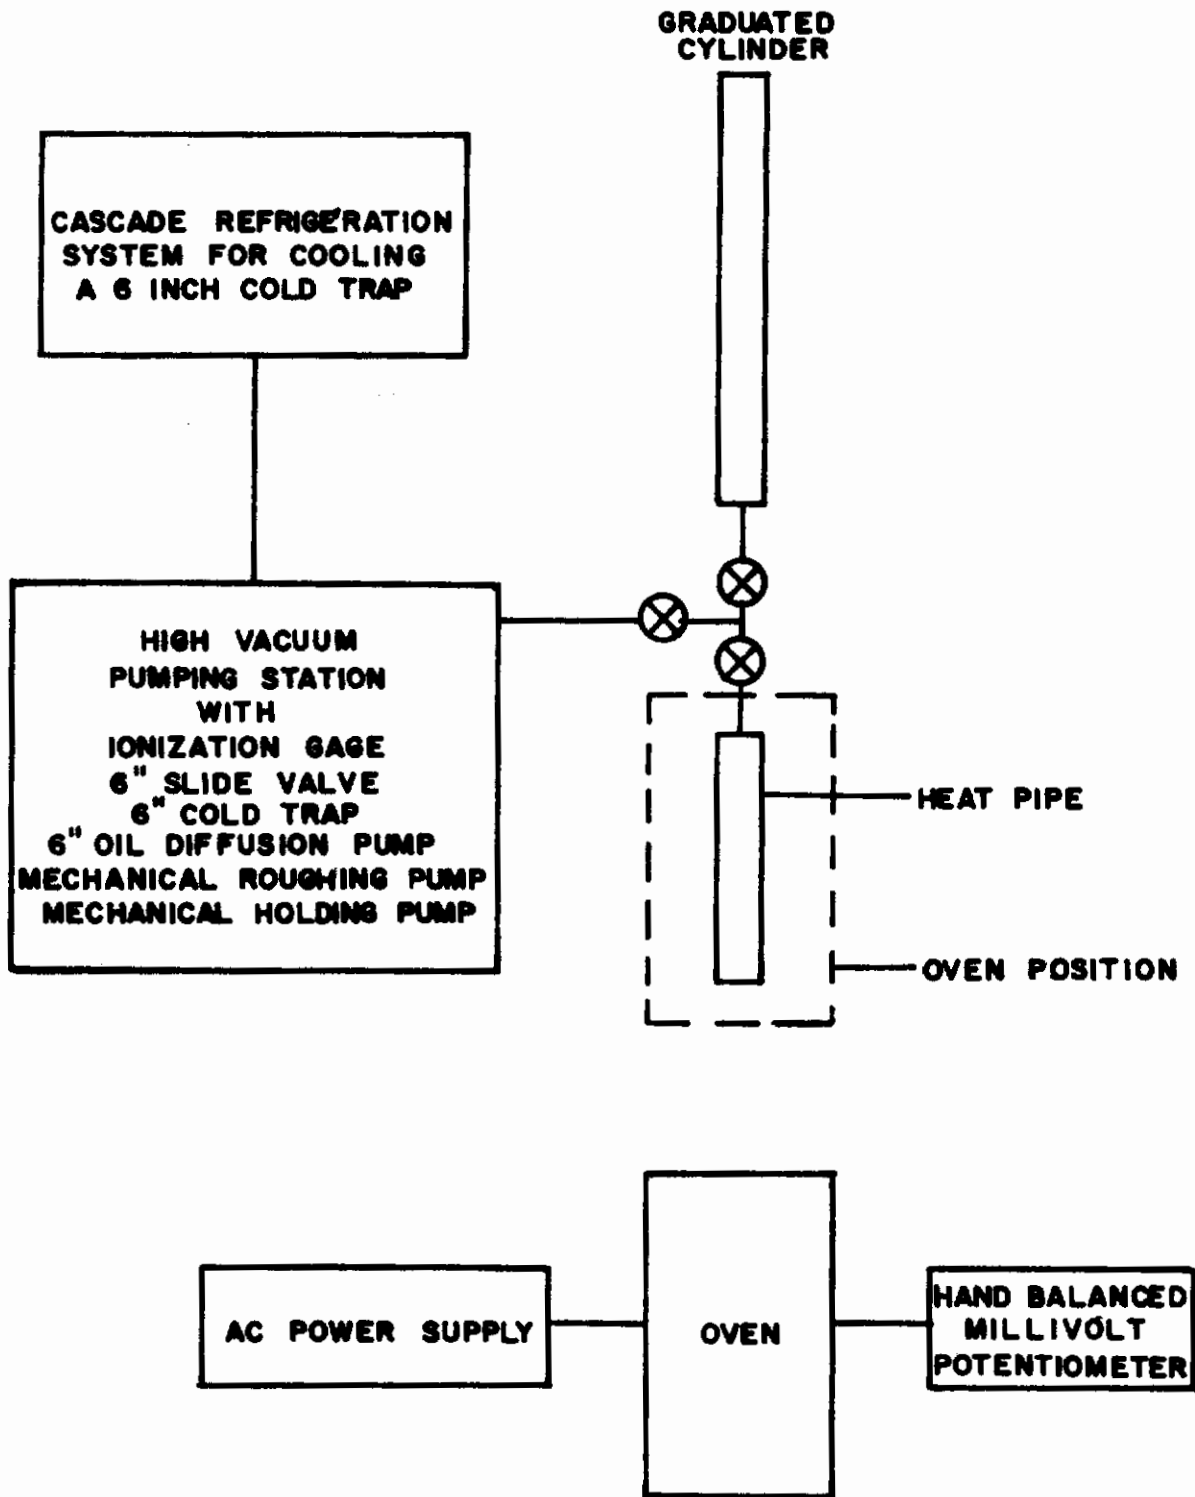 GRADUATED
CYLINDER
CASCADE REFRIGERATION
SYSTEM FOR COOLING
A 6 INCH COLD TRAP
HIGH VACUUM
PUMPING STATION
WITH
IONIZATION GAGE
6" SLIDE VALVE
6" COLD TRAP
6" OIL DIFFUSION PUMP
MECHANICAL ROUGHING PUMP
MECHANICAL HOLDING PUMP
HEAT PIPE
OVEN POSITION
AC POWER SUPPLY
OVEN
HAND BALANCED
MILLIVOLT
POTENTIOMETER